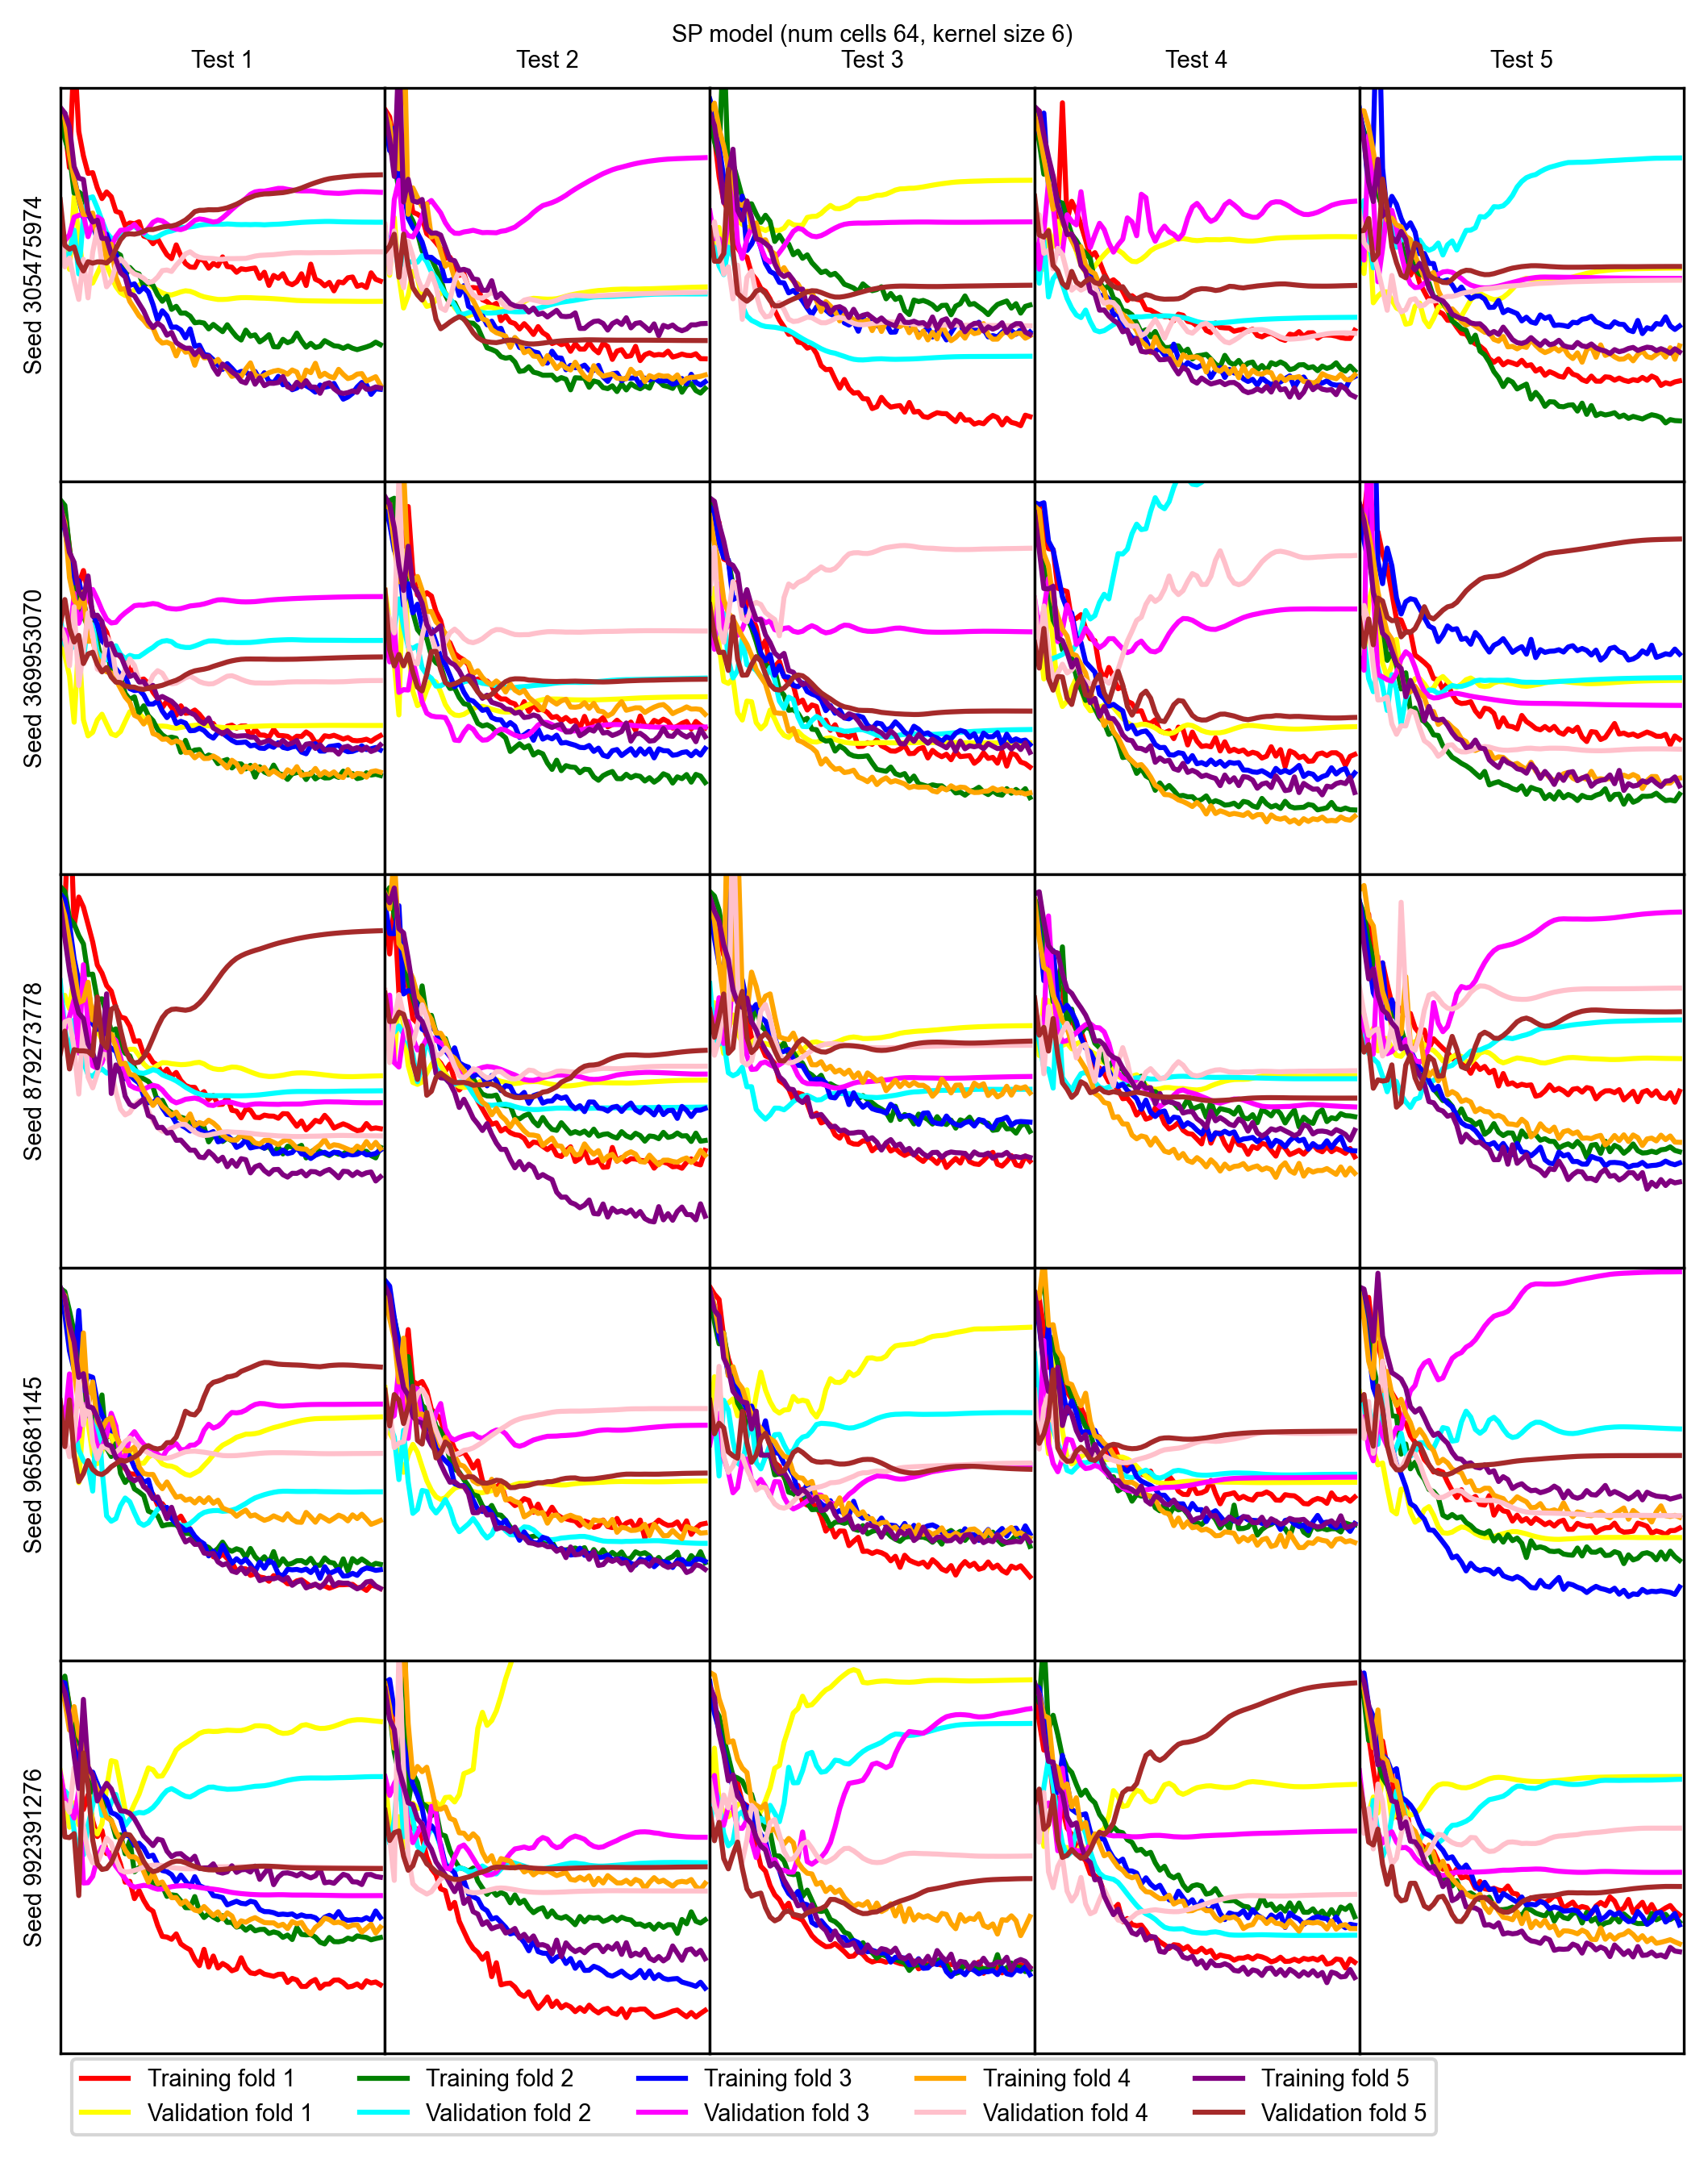 SP model (num cells 64, kernel size 6)
Test 1 Test 2 Test 3 Test 4 Test 5
Seed 305475974
Seed 369953070
Seed 879273778
Seed 965681145
Seed 992391276
Training fold 1 Training fold 2 Training fold 3 Training fold 4 Training fold 5
Validation fold 1 Validation fold 2 Validation fold 3 Validation fold 4 Validation fold 5